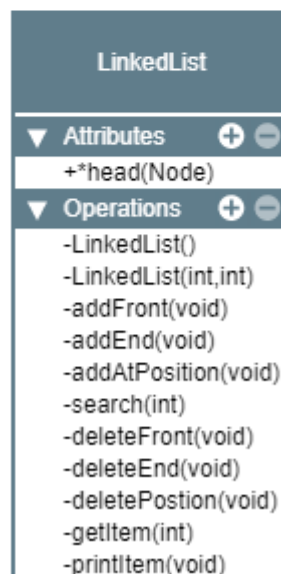 LinkedList
Attributes
+*head(Node)
Operations
-LinkedList()
-LinkedList(int,int)
-addFront(void)
-addEnd(void)
-addAtPosition(void)
-search(int)
-deleteFront(void)
-deleteEnd(void)
-deletePostion(void)
-getItem(int)
-printItem(void)